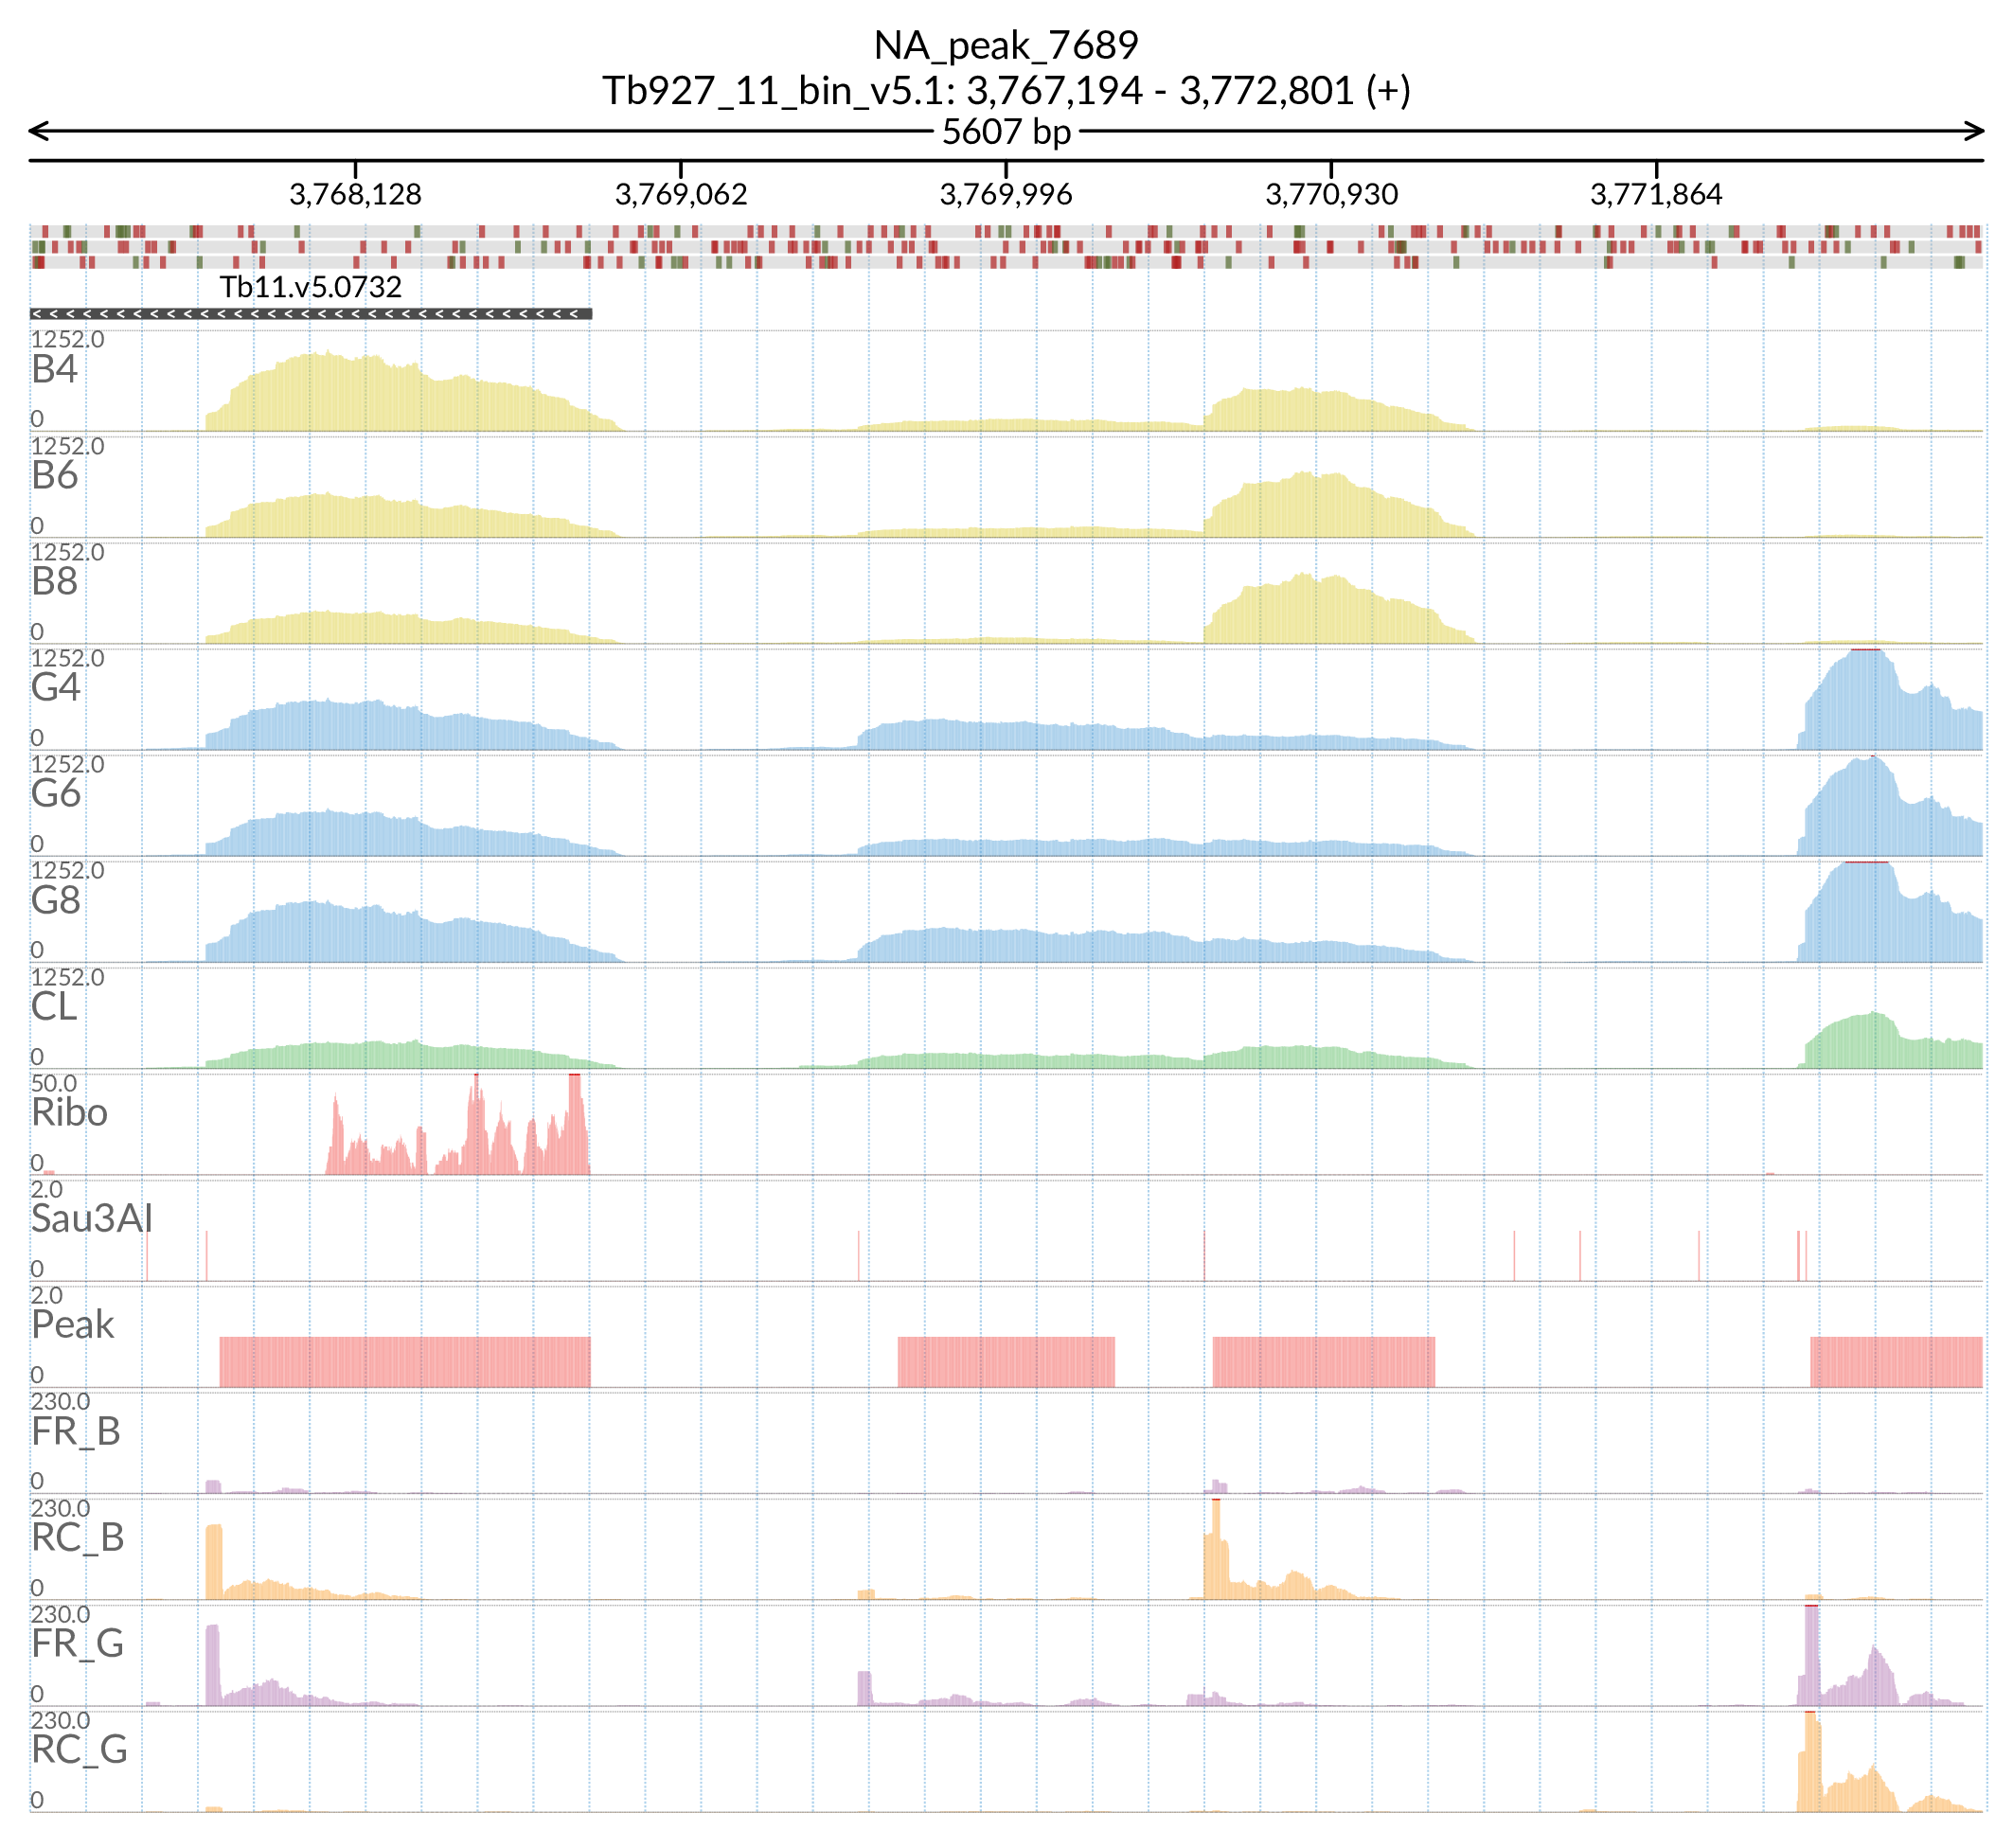 NA_peak_7689
Tb927_11_bin_v5.1: 3,767,194 - 3,772,801 (+)
5607 bp
3,768,128 3,769,062 3,769,996 3,770,930 3,771,864
Tb11.v5.0732
1252.0
B4
0
1252.0
B6
0
1252.0
B8
0
1252.0
G4
0
1252.0
G6
0
1252.0
G8
0
1252.0
CL
0
50.0
Ribo
0
2.0
Sau3AI
0
2.0
Peak
0
230.0
FR_B
0
230.0
RC_B
0
230.0
FR_G
0
230.0
RC_G
0